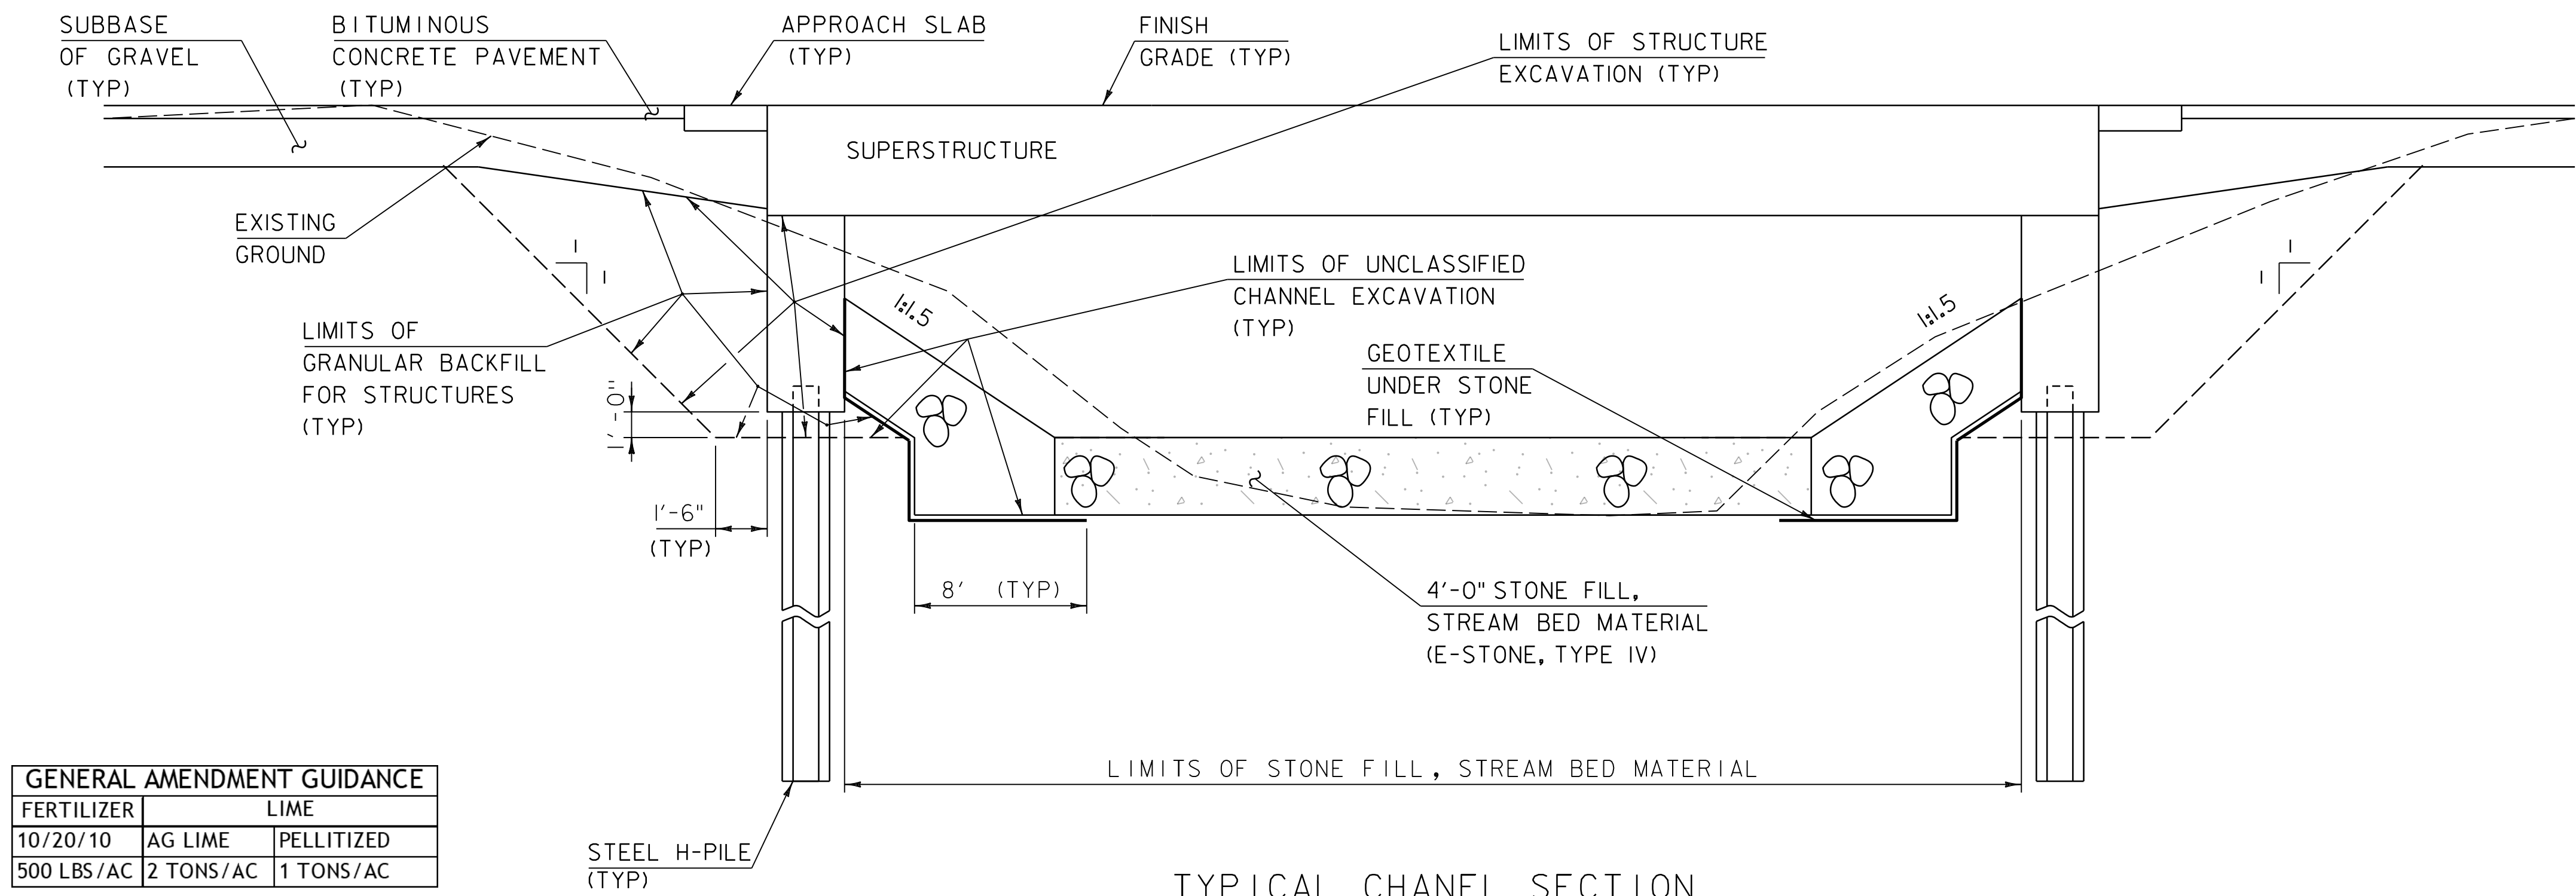 SUBBASE
OF GRAVEL
(TYP)
BITUMINOUS
CONCRETE PAVEMENT
(TYP)
APPROACH SLAB
(TYP)
FINISH
GRADE (TYP)
LIMITS OF STRUCTURE
EXCAVATION (TYP)
SUPERSTRUCTURE
EXISTING
GROUND
1
1
LIMITS OF
GRANULAR BACKFILL
FOR STRUCTURES
(TYP)
1:1.5
LIMITS OF UNCLASSIFIED
CHANNEL EXCAVATION
(TYP)
GEOTEXTILE
UNDER STONE
FILL (TYP)
1:1.5
1
1
1'-0"
1'-6"
(TYP)
8' (TYP)
4'-0" STONE FILL,
STREAM BED MATERIAL
(E-STONE, TYPE IV)
LIMITS OF STONE FILL, STREAM BED MATERIAL
STEEL H-PILE
(TYP)
GENERAL AMENDMENT GUIDANCE
FERTILIZER LIME
10/20/10 AG LIME PELLITIZED
500 LBS/AC 2 TONS/AC 1 TONS/AC
TYPICAL CHANEL SECTION